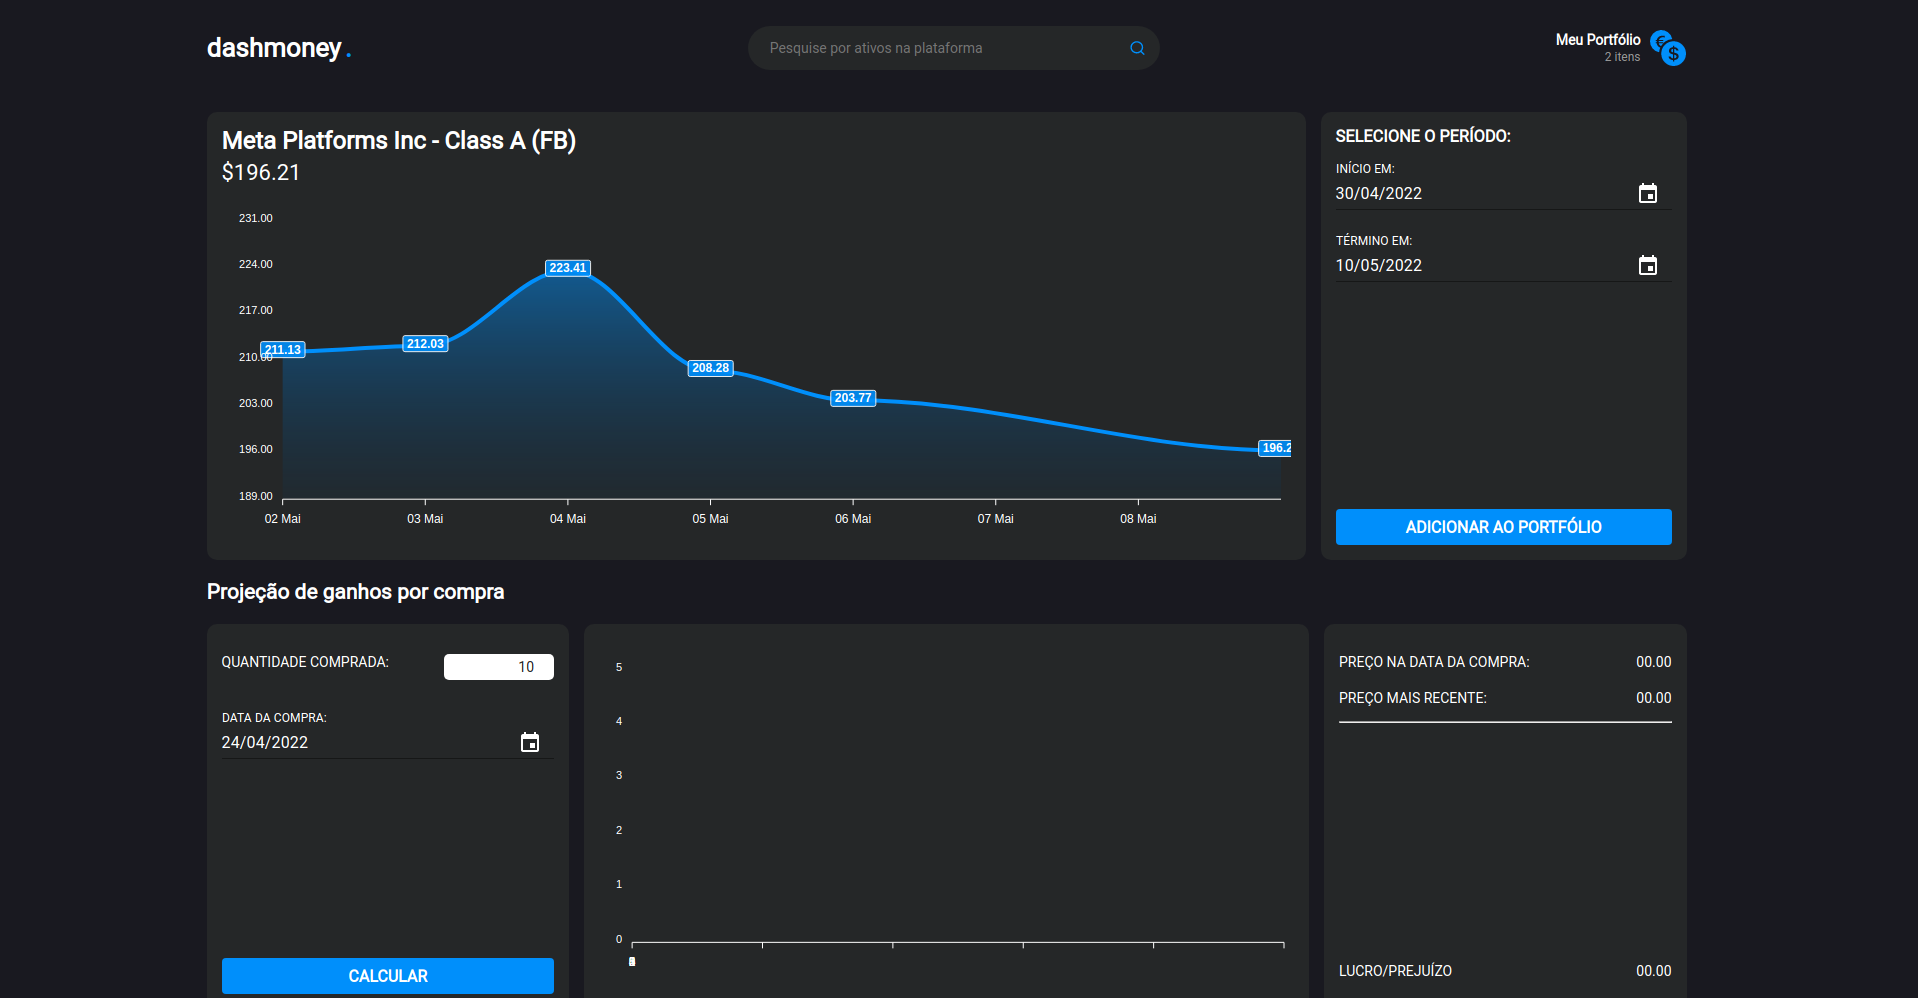 dashmoney.
Pesquise por ativos na plataforma
Meu Portfólio
2 itens
€
$
Meta Platforms Inc - Class A (FB)
$196.21
231.00
224.00
217.00
210.00
203.00
196.00
189.00
211.13
212.03
223.41
208.28
203.77
196.2
02 Mai
03 Mai
04 Mai
05 Mai
06 Mai
07 Mai
08 Mai
SELECIONE O PERÍODO:
INÍCIO EM:
30/04/2022
TÉRMINO EM:
10/05/2022
ADICIONAR AO PORTFÓLIO
Projeção de ganhos por compra
QUANTIDADE COMPRADA:
10
DATA DA COMPRA:
24/04/2022
CALCULAR
5
4
3
2
1
0
PREÇO NA DATA DA COMPRA:
00.00
PREÇO MAIS RECENTE:
00.00
LUCRO/PREJUÍZO
00.00